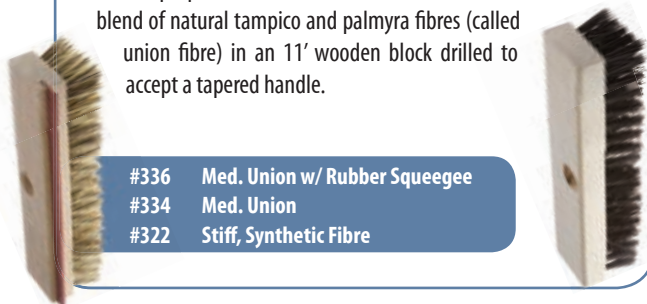 blend of natural tampico and palmyra fibres (called
union fibre) in an 11’ wooden block drilled to
accept a tapered handle.
#336 Med. Union w/ Rubber Squeegee
#334 Med. Union
#322 Stiff, Synthetic Fibre